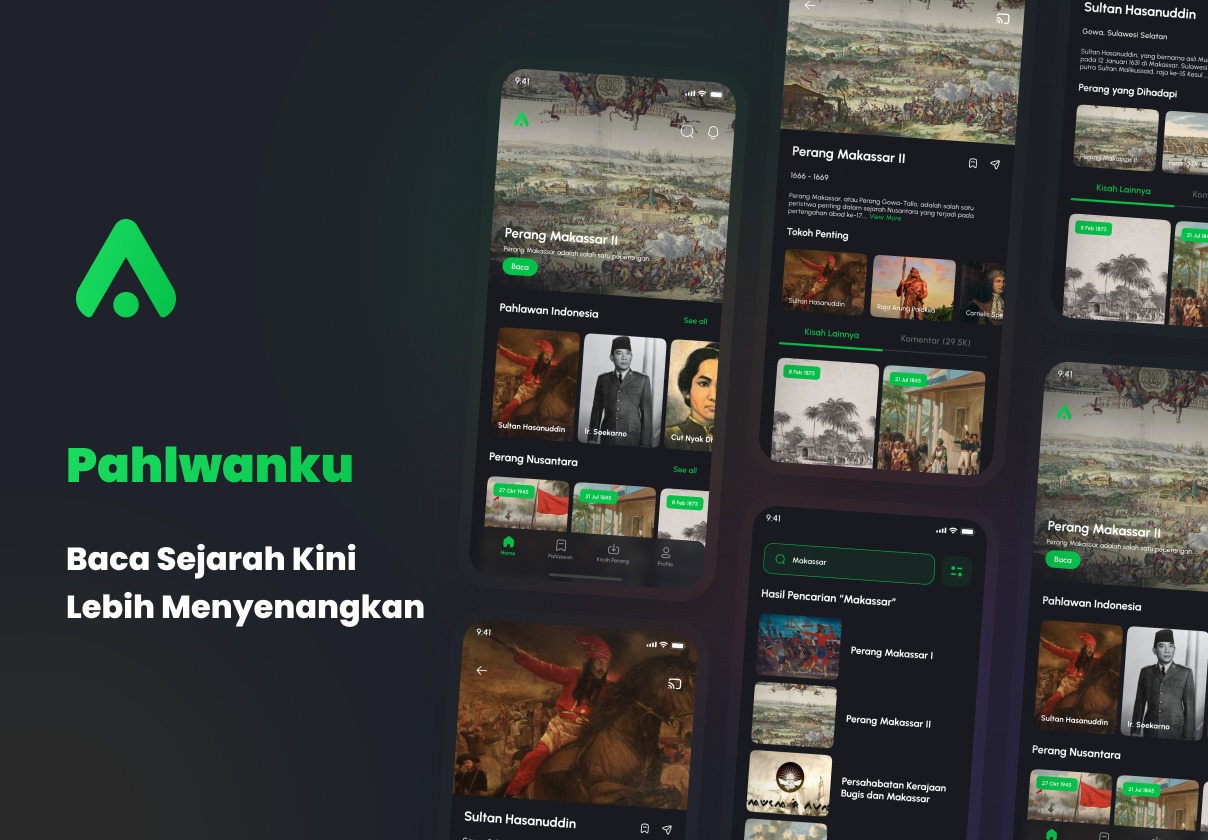 Pahlwanku
Baca Sejarah Kini
Lebih Menyenangkan
9:41
Perang Makassar II
Perang Makassar adalah salah satu peperangan...
Baca
Pahlawan Indonesia
See all
Sultan Hasanuddin
Ir. Soekarno
Cut Nyak Dh
Perang Nusantara
See all
27 Okt 1945
21 Jul 1945
8 Feb 1873
Home
Pahlawan
Kisah Perang
Profile
9:41
Sultan Hasanuddin
Perang Makassar II
1666 - 1669
Perang Makassar, atau Perang Gowa-Tallo, adalah salah satu
peristiwa penting dalam sejarah Nusantara yang terjadi pada
pertengahan abad ke-17... View More
Tokoh Penting
Sultan Hasanuddin
Raja Arung Palakka
Cornelis Spe
Kisah Lainnya
Komentar (29.5K)
8 Feb 1873
21 Jul 1945
9:41
Makassar
Hasil Pencarian "Makassar"
Perang Makassar I
Perang Makassar II
Persahabatan Kerajaan
Bugis dan Makassar
Sultan Hasanuddin
Gowa, Sulawesi Selatan
Sultan Hasanuddin, yang bernama asli Mu
pada 12 Januari 1631 di Makassar, Sulawesi
putra Sultan Malikussaid, raja ke-15 Kesul...
Perang yang Dihadapi
Perang Makassar II
Kisah Lainnya
Kom
8 Feb 1873
21 Jul 184
9:41
Perang Makassar II
Perang Makassar adalah salah satu peperangan...
Baca
Pahlawan Indonesia
Sultan Hasanuddin
Ir. Soekarno
Perang Nusantara
27 Okt 1945
21 Jul 1945